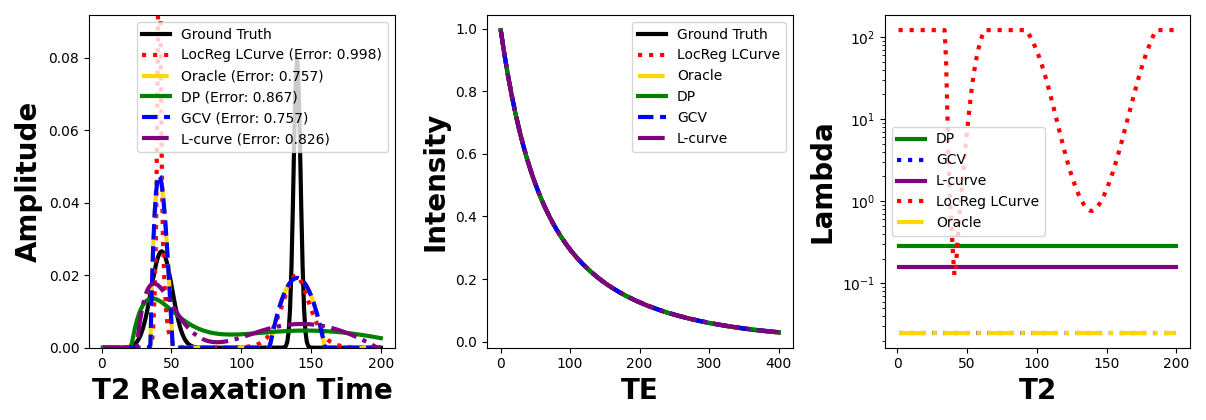 Amplitude
0.00
0.02
0.04
0.06
0.08
0
50
100
150
200
T2 Relaxation Time
Ground Truth
LocReg LCurve (Error: 0.998)
Oracle (Error: 0.757)
DP (Error: 0.867)
GCV (Error: 0.757)
L-curve (Error: 0.826)
Intensity
0.0
0.2
0.4
0.6
0.8
1.0
0
100
200
300
400
TE
Ground Truth
LocReg LCurve
Oracle
DP
GCV
L-curve
Lambda
10⁻¹
10⁰
10¹
10²
0
50
100
150
200
T2
DP
GCV
L-curve
LocReg LCurve
Oracle